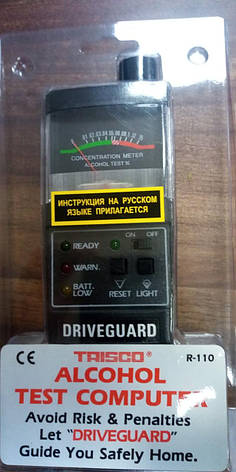 CONCENTRATION METER
ALCOHOL TEST %
ИНСТРУКЦИЯ НА РУССКОМ
ЯЗЫКЕ ПРИЛАГАЕТСЯ
ON OFF
READY
WARN.
BATT. LOW
RESET LIGHT
DRIVEGUARD
CE TRISCO® R-110
ALCOHOL
TEST COMPUTER
Avoid Risk & Penalties
Let "DRIVEGUARD"
Guide You Safely Home.